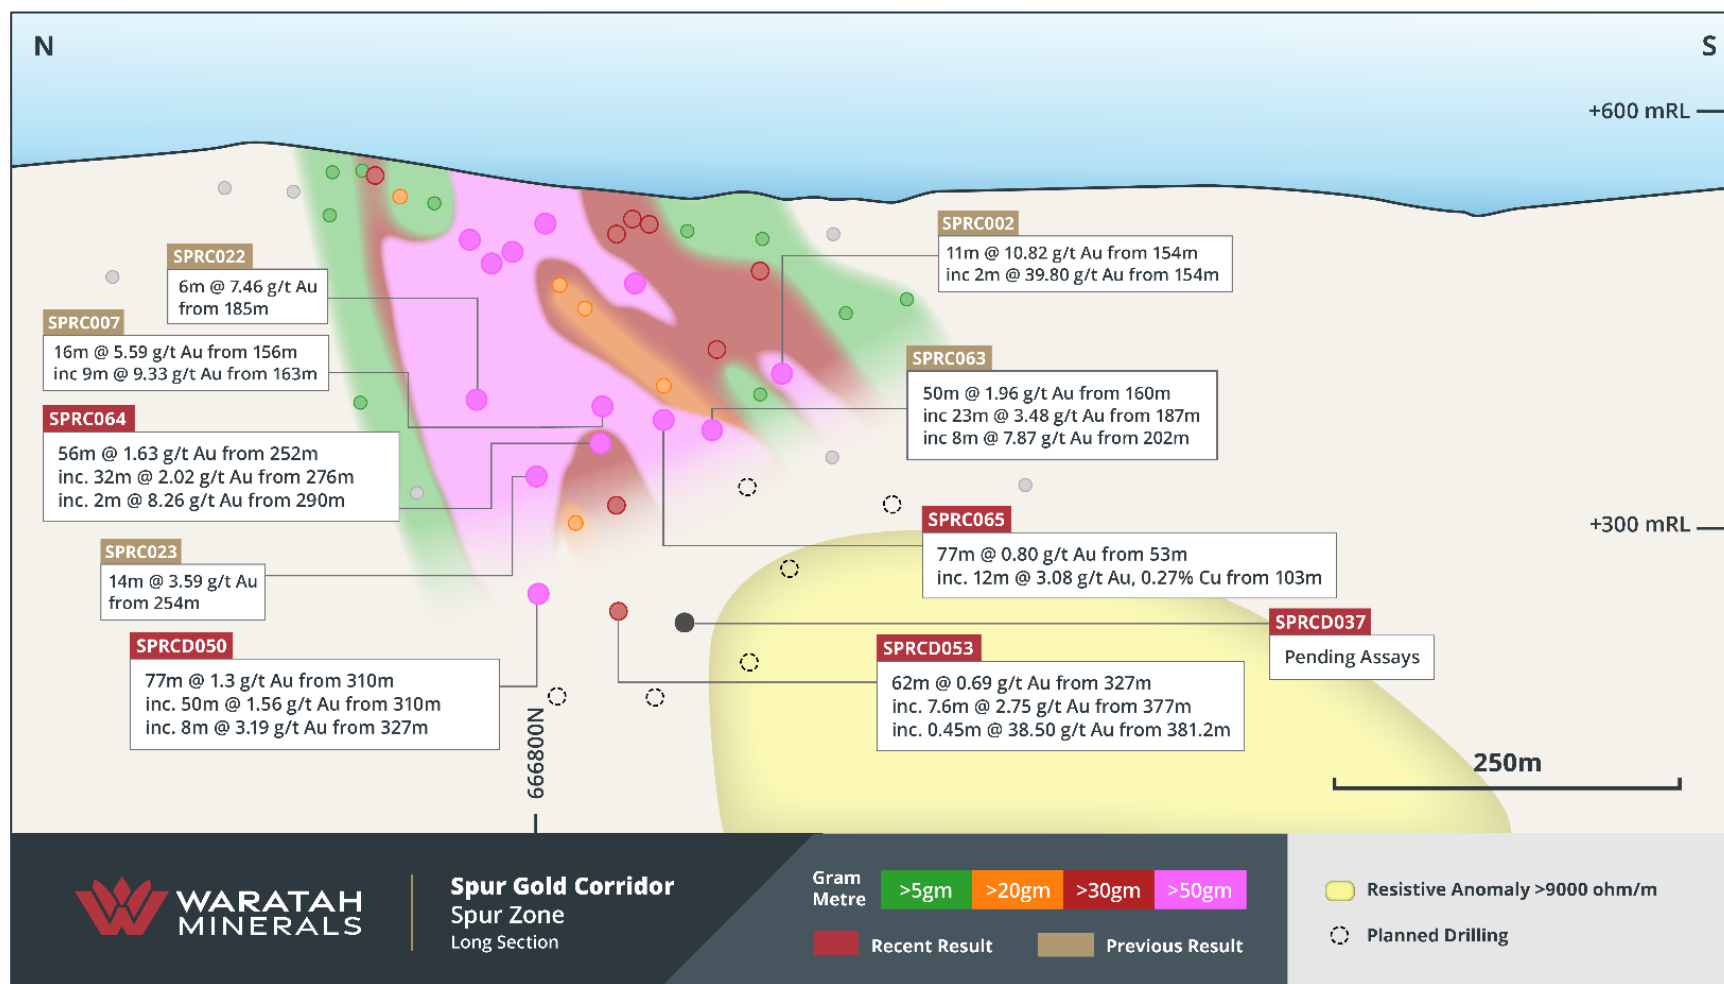 N
S
+600 mRL
SPRC002
11m @ 10.82 g/t Au from 154m
inc 2m @ 39.80 g/t Au from 154m
SPRC022
6m @ 7.46 g/t Au
from 185m
SPRC007
16m @ 5.59 g/t Au from 156m
inc 9m @ 9.33 g/t Au from 163m
SPRC063
50m @ 1.96 g/t Au from 160m
inc 23m @ 3.48 g/t Au from 187m
inc 8m @ 7.87 g/t Au from 202m
SPRC064
56m @ 1.63 g/t Au from 252m
inc. 32m @ 2.02 g/t Au from 276m
inc. 2m @ 8.26 g/t Au from 290m
+300 mRL
SPRC065
77m @ 0.80 g/t Au from 53m
inc. 12m @ 3.08 g/t Au, 0.27% Cu from 103m
SPRC023
14m @ 3.59 g/t Au
from 254m
SPRCD037
Pending Assays
SPRCD050
77m @ 1.3 g/t Au from 310m
inc. 50m @ 1.56 g/t Au from 310m
inc. 8m @ 3.19 g/t Au from 327m
SPRCD053
62m @ 0.69 g/t Au from 327m
inc. 7.6m @ 2.75 g/t Au from 377m
inc. 0.45m @ 38.50 g/t Au from 381.2m
666800N
250m
WARATAH
MINERALS
Spur Gold Corridor
Spur Zone
Long Section
Gram
Metre
>5gm
>20gm
>30gm
>50gm
Recent Result
Previous Result
Resistive Anomaly >9000 ohm/m
Planned Drilling